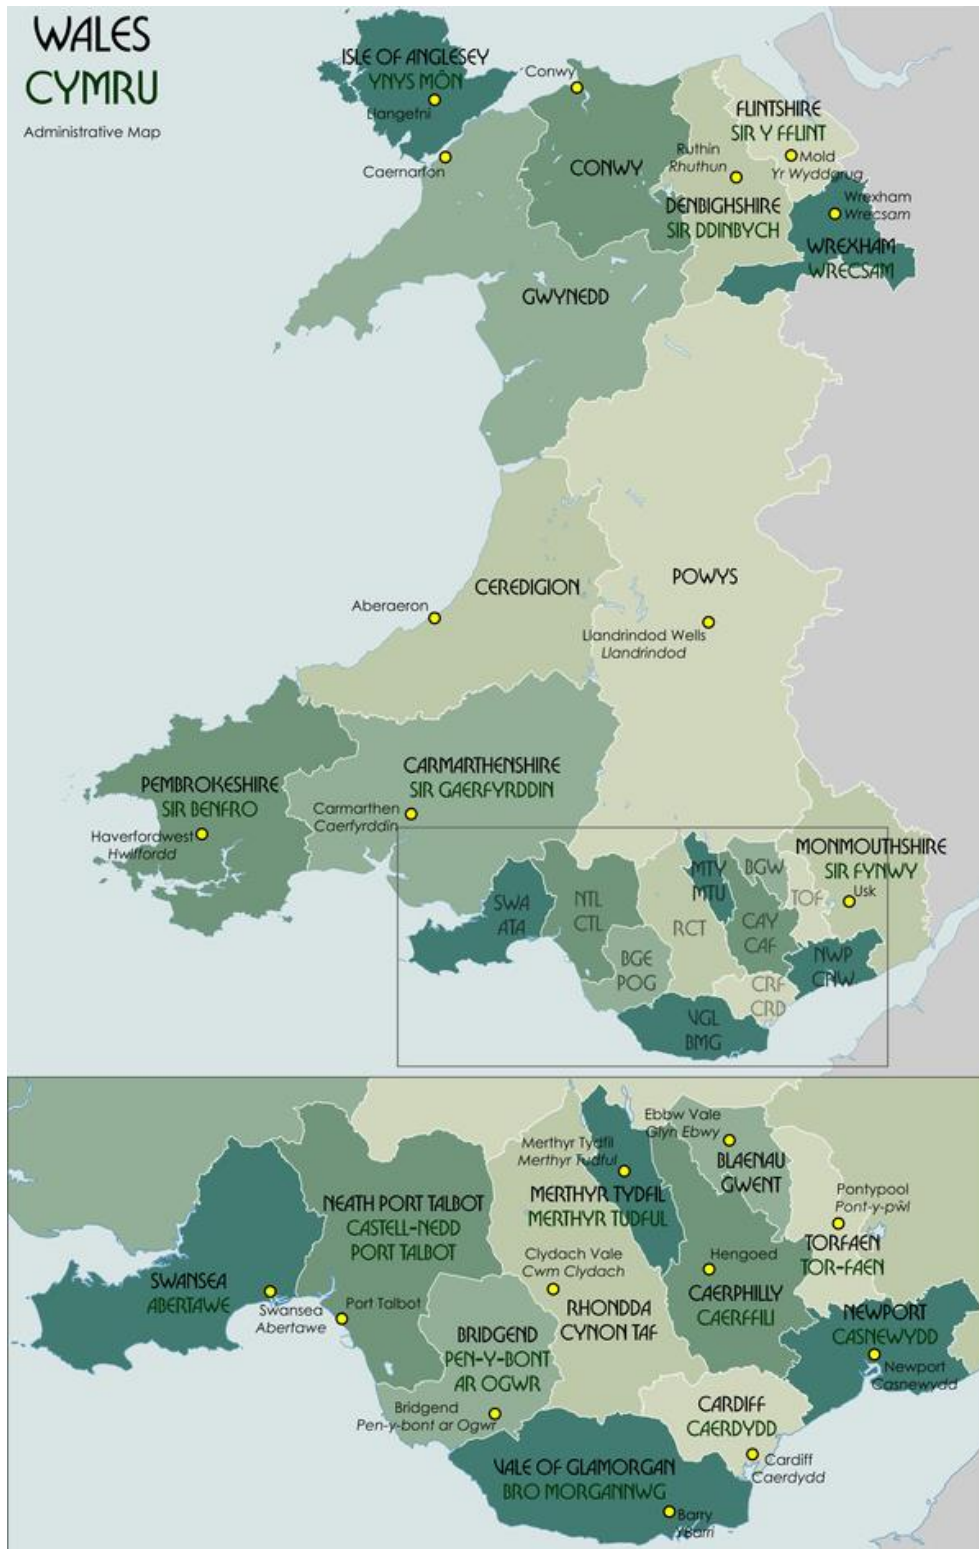 WALES
CYMRU
Administrative Map
ISLE OF ANGLESEY
YNYS MÔN
Llangefni
Conwy
Caernarfon
CONWY
FLINTSHIRE
SIR Y FFLINT
Mold
Yr Wyddgrug
Ruthin
Rhuthun
DENBIGHSHIRE
SIR DDINBYCH
Wrexham
Wrecsam
WREXHAM
WRECSAM
GWYNEDD
POWYS
Llandrindod Wells
Llandrindod
CEREDIGION
Aberaeron
PEMBROKESHIRE
SIR BENFRO
Haverfordwest
Hwlffordd
CARMARTHENSHIRE
SIR GAERFYRDDIN
Carmarthen
Caerfyrddin
MONMOUTHSHIRE
SIR FYNWY
Usk
SWA
ATA
NTL
CTL
BGE
POG
RCT
MTY
MTU
BGW
CAY
CAF
TOF
NWP
CNW
CRF
CRD
VGL
BMG
Ebbw Vale
Glyn Ebwy
BLAENAU
GWENT
Merthyr Tydfil
Merthyr Tudful
MERTHYR TYDFIL
MERTHYR TUDFUL
Pontypool
Pont-y-pŵl
TORFAEN
TOR-FAEN
NEATH PORT TALBOT
CASTELL-NEDD
PORT TALBOT
Port Talbot
Clydach Vale
Cwm Clydach
RHONDDA
CYNON TAF
Hengoed
CAERPHILLY
CAERFFILI
SWANSEA
ABERTAWE
Swansea
Abertawe
NEWPORT
CASNEWYDD
Newport
Casnewydd
BRIDGEND
PEN-Y-BONT
AR OGWR
Bridgend
Pen-y-bont ar Ogwr
CARDIFF
CAERDYDD
Cardiff
Caerdydd
VALE OF GLAMORGAN
BRO MORGANNWG
Barry
Y Barri